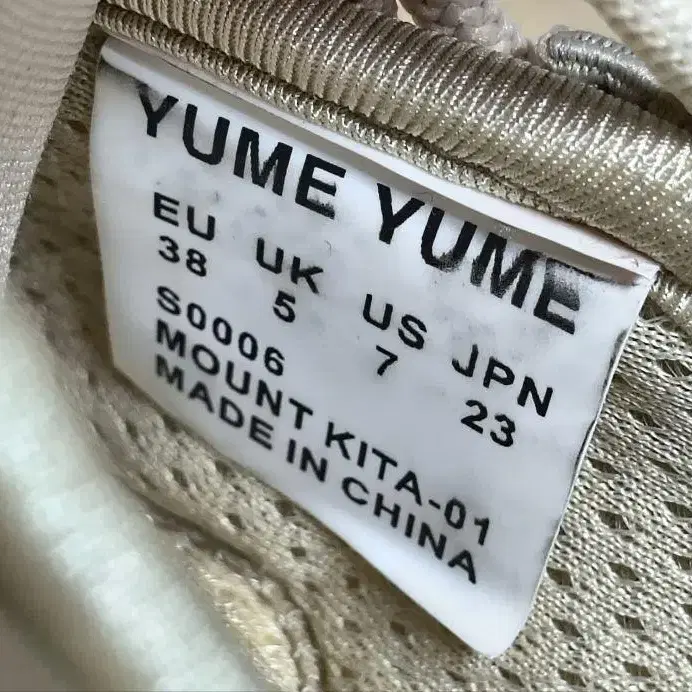 YUME YUME
EU UK US JPN
38 5 7 23
S0006
MOUNT KITA-01
MADE IN CHINA